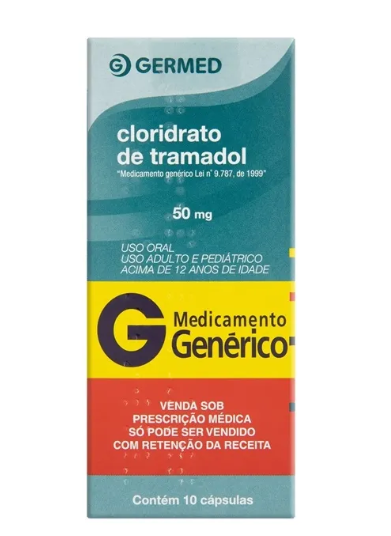 GERMED
cloridrato
de tramadol
"Medicamento genérico Lei n° 9.787, de 1999"
50 mg
USO ORAL
USO ADULTO E PEDIÁTRICO
ACIMA DE 12 ANOS DE IDADE
G Medicamento
Genérico
VENDA SOB
PRESCRIÇÃO MÉDICA
SÓ PODE SER VENDIDO
COM RETENÇÃO DA RECEITA
Contém 10 cápsulas